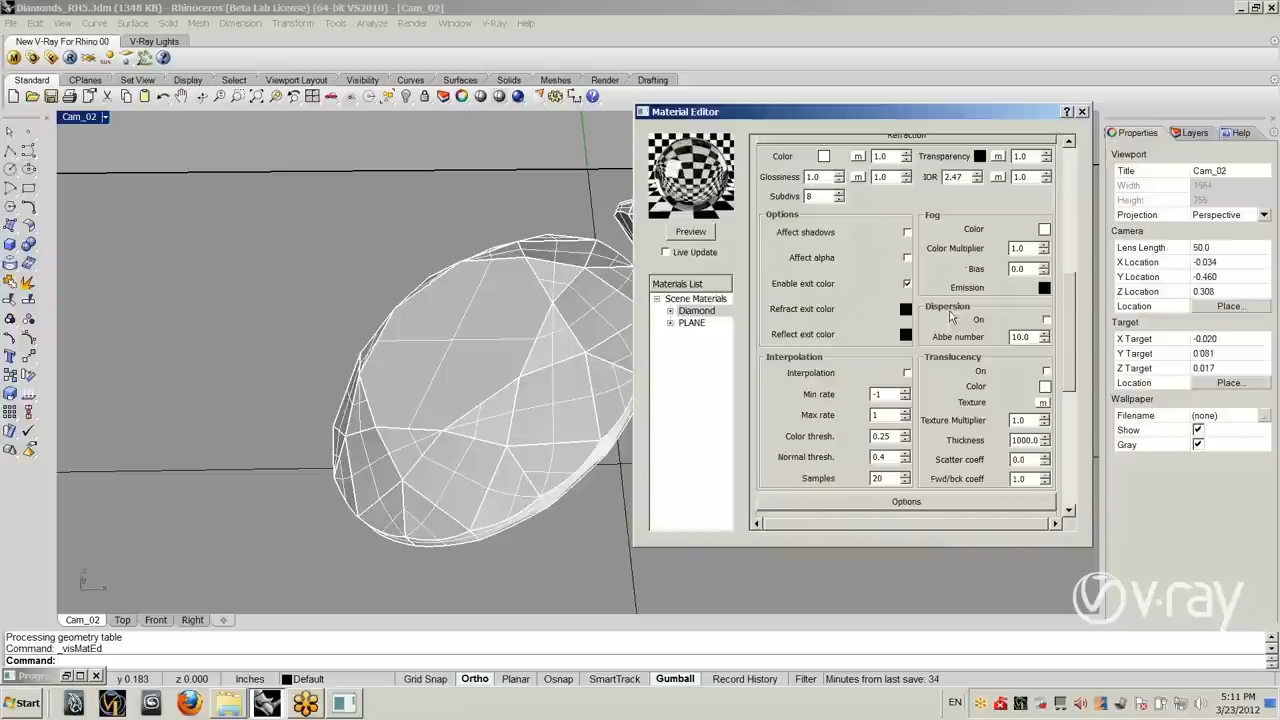 Diamonds_RH5.3dm (1348 KB) - Rhinoceros (Beta Lab License) (64-bit VS2010) - [Cam_02]
File Edit View Curve Surface Solid Mesh Dimension Transform Tools Analyze Render Window V-Ray Help
New V-Ray For Rhino 00 V-Ray Lights
Standard CPlanes Set View Display Select Viewport Layout Visibility Curves Surfaces Solids Meshes Render Drafting
Cam_02
Material Editor
Refraction
Color m 1.0 Transparency m 1.0
Glossiness 1.0 m 1.0 IOR 2.47 m 1.0
Subdivs 8
Preview
Live Update
Materials List
Scene Materials
Diamond
PLANE
Options
Affect shadows
Affect alpha
Enable exit color
Refract exit color
Reflect exit color
Fog
Color
Color Multiplier 1.0
Bias 0.0
Emission
Dispersion
On
Abbe number 10.0
Interpolation
Interpolation
Min rate -1
Max rate 1
Color thresh. 0.25
Normal thresh. 0.4
Samples 20
Translucency
On
Color
Texture m
Texture Multiplier 1.0
Thickness 1000.0
Scatter coeff 0.0
Fwd/bck coeff 1.0
Options
Properties Layers Help
Viewport
Title Cam_02
Width 1564
Projection Perspective
Camera
Lens Length 50.0
X Location -0.034
Y Location -0.460
Z Location 0.308
Location Place...
Target
X Target -0.020
Y Target 0.081
Z Target 0.017
Location Place...
Wallpaper
Filename (none)
Show
Gray
z y x
v·ray
Cam_02 Top Front Right
Processing geometry table
Command: _visMatEd
Command:
y 0.183 z 0.000 Inches Default Grid Snap Ortho Planar Osnap SmartTrack Gumball Record History Filter Minutes from last save: 34
Start EN 5:11 PM
3/23/2012